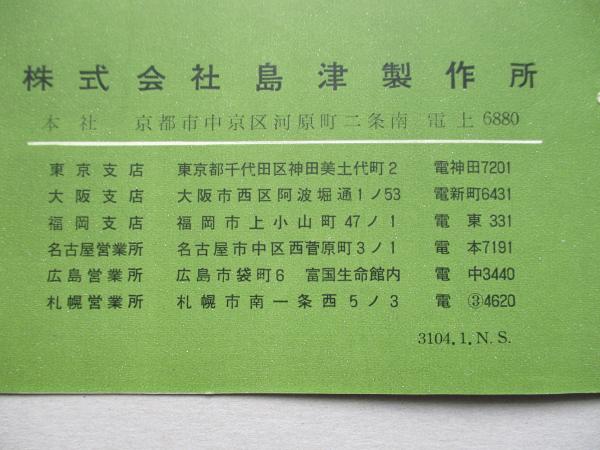 株式会社島津製作所
本社 京都市中京区河原町二条南 電上6880
東京支店 東京都千代田区神田美土代町2 電神田7201
大阪支店 大阪市西区阿波堀通1ノ53 電新町6431
福岡支店 福岡市上小山町47ノ1 電東331
名古屋営業所 名古屋市中区西菅原町3ノ1 電本7191
広島営業所 広島市袋町6 富国生命館内 電中3440
札幌営業所 札幌市南一条西5ノ3 電③4620
3104.1.N.S.